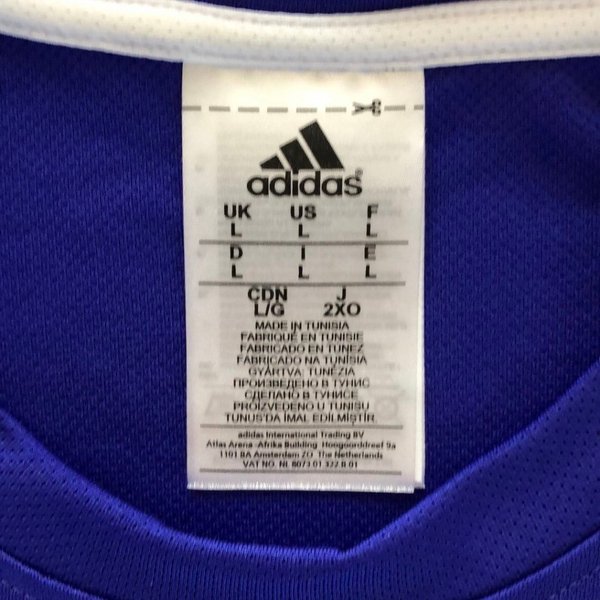 adidas®
UK US F
L L L
D I E
L L L
CDN J
L/G 2XO
MADE IN TUNISIA
FABRIQUÉ EN TUNISIE
FABRICADO EN TUNEZ
FABRICADO NA TUNÍSIA
GYÁRTVA: TUNÉZIA
ПРОИЗВЕДЕНО В ТУНИС
СДЕЛАНО В ТУНИСЕ
PROIZVEDENO U TUNISU
TUNUS'DA İMAL EDİLMİŞTİR
adidas International Trading BV
Atlas Arena -Afrika Building Hoogoorddreef 9a
1101 BA Amsterdam ZO The Netherlands
VAT NO. NL 8073 01 322 B 01